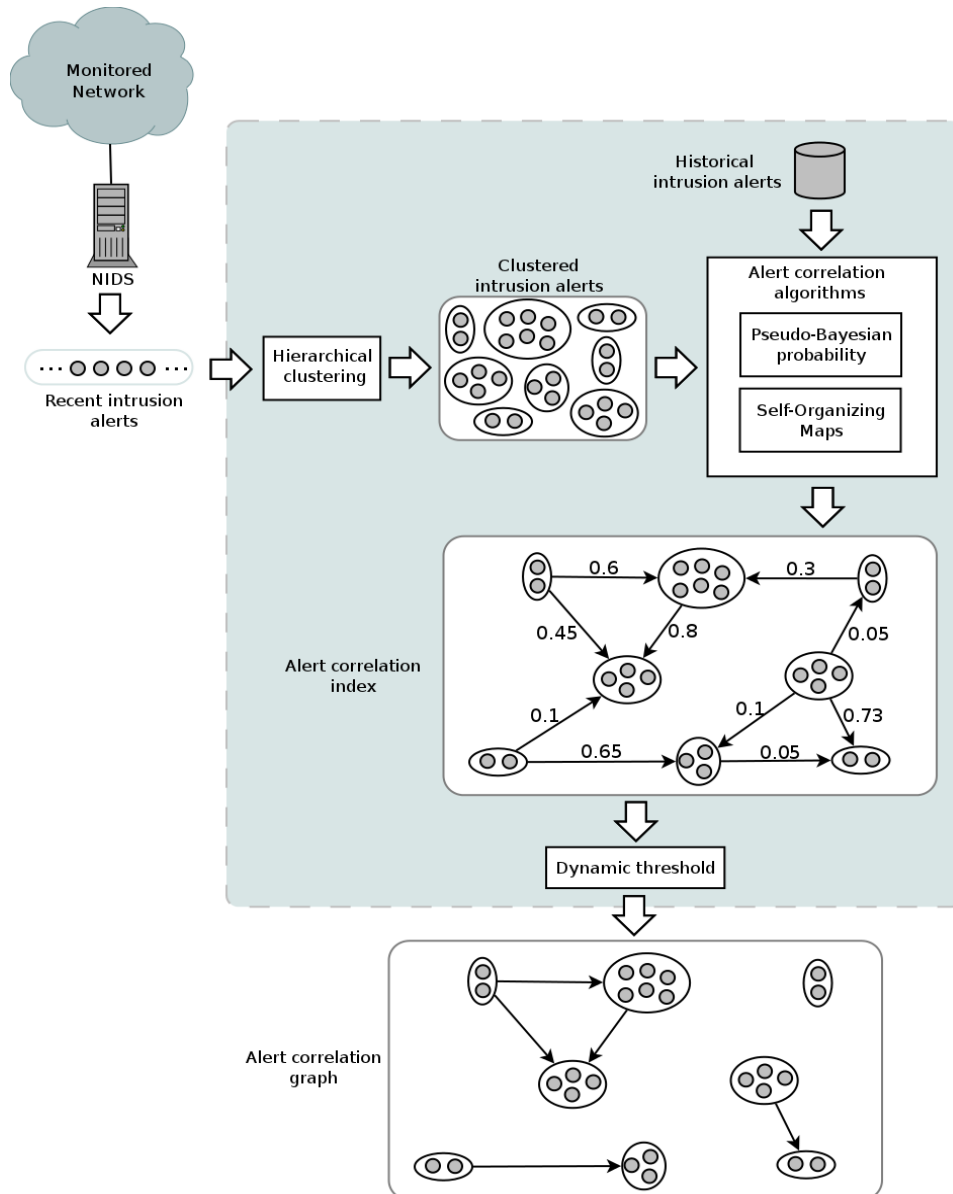 Monitored
Network
NIDS
Recent intrusion
alerts
Hierarchical
clustering
Clustered
intrusion alerts
Historical
intrusion alerts
Alert correlation
algorithms
Pseudo-Bayesian
probability
Self-Organizing
Maps
Alert correlation
index
0.6
0.3
0.45
0.8
0.05
0.1
0.1
0.73
0.65
0.05
Dynamic threshold
Alert correlation
graph